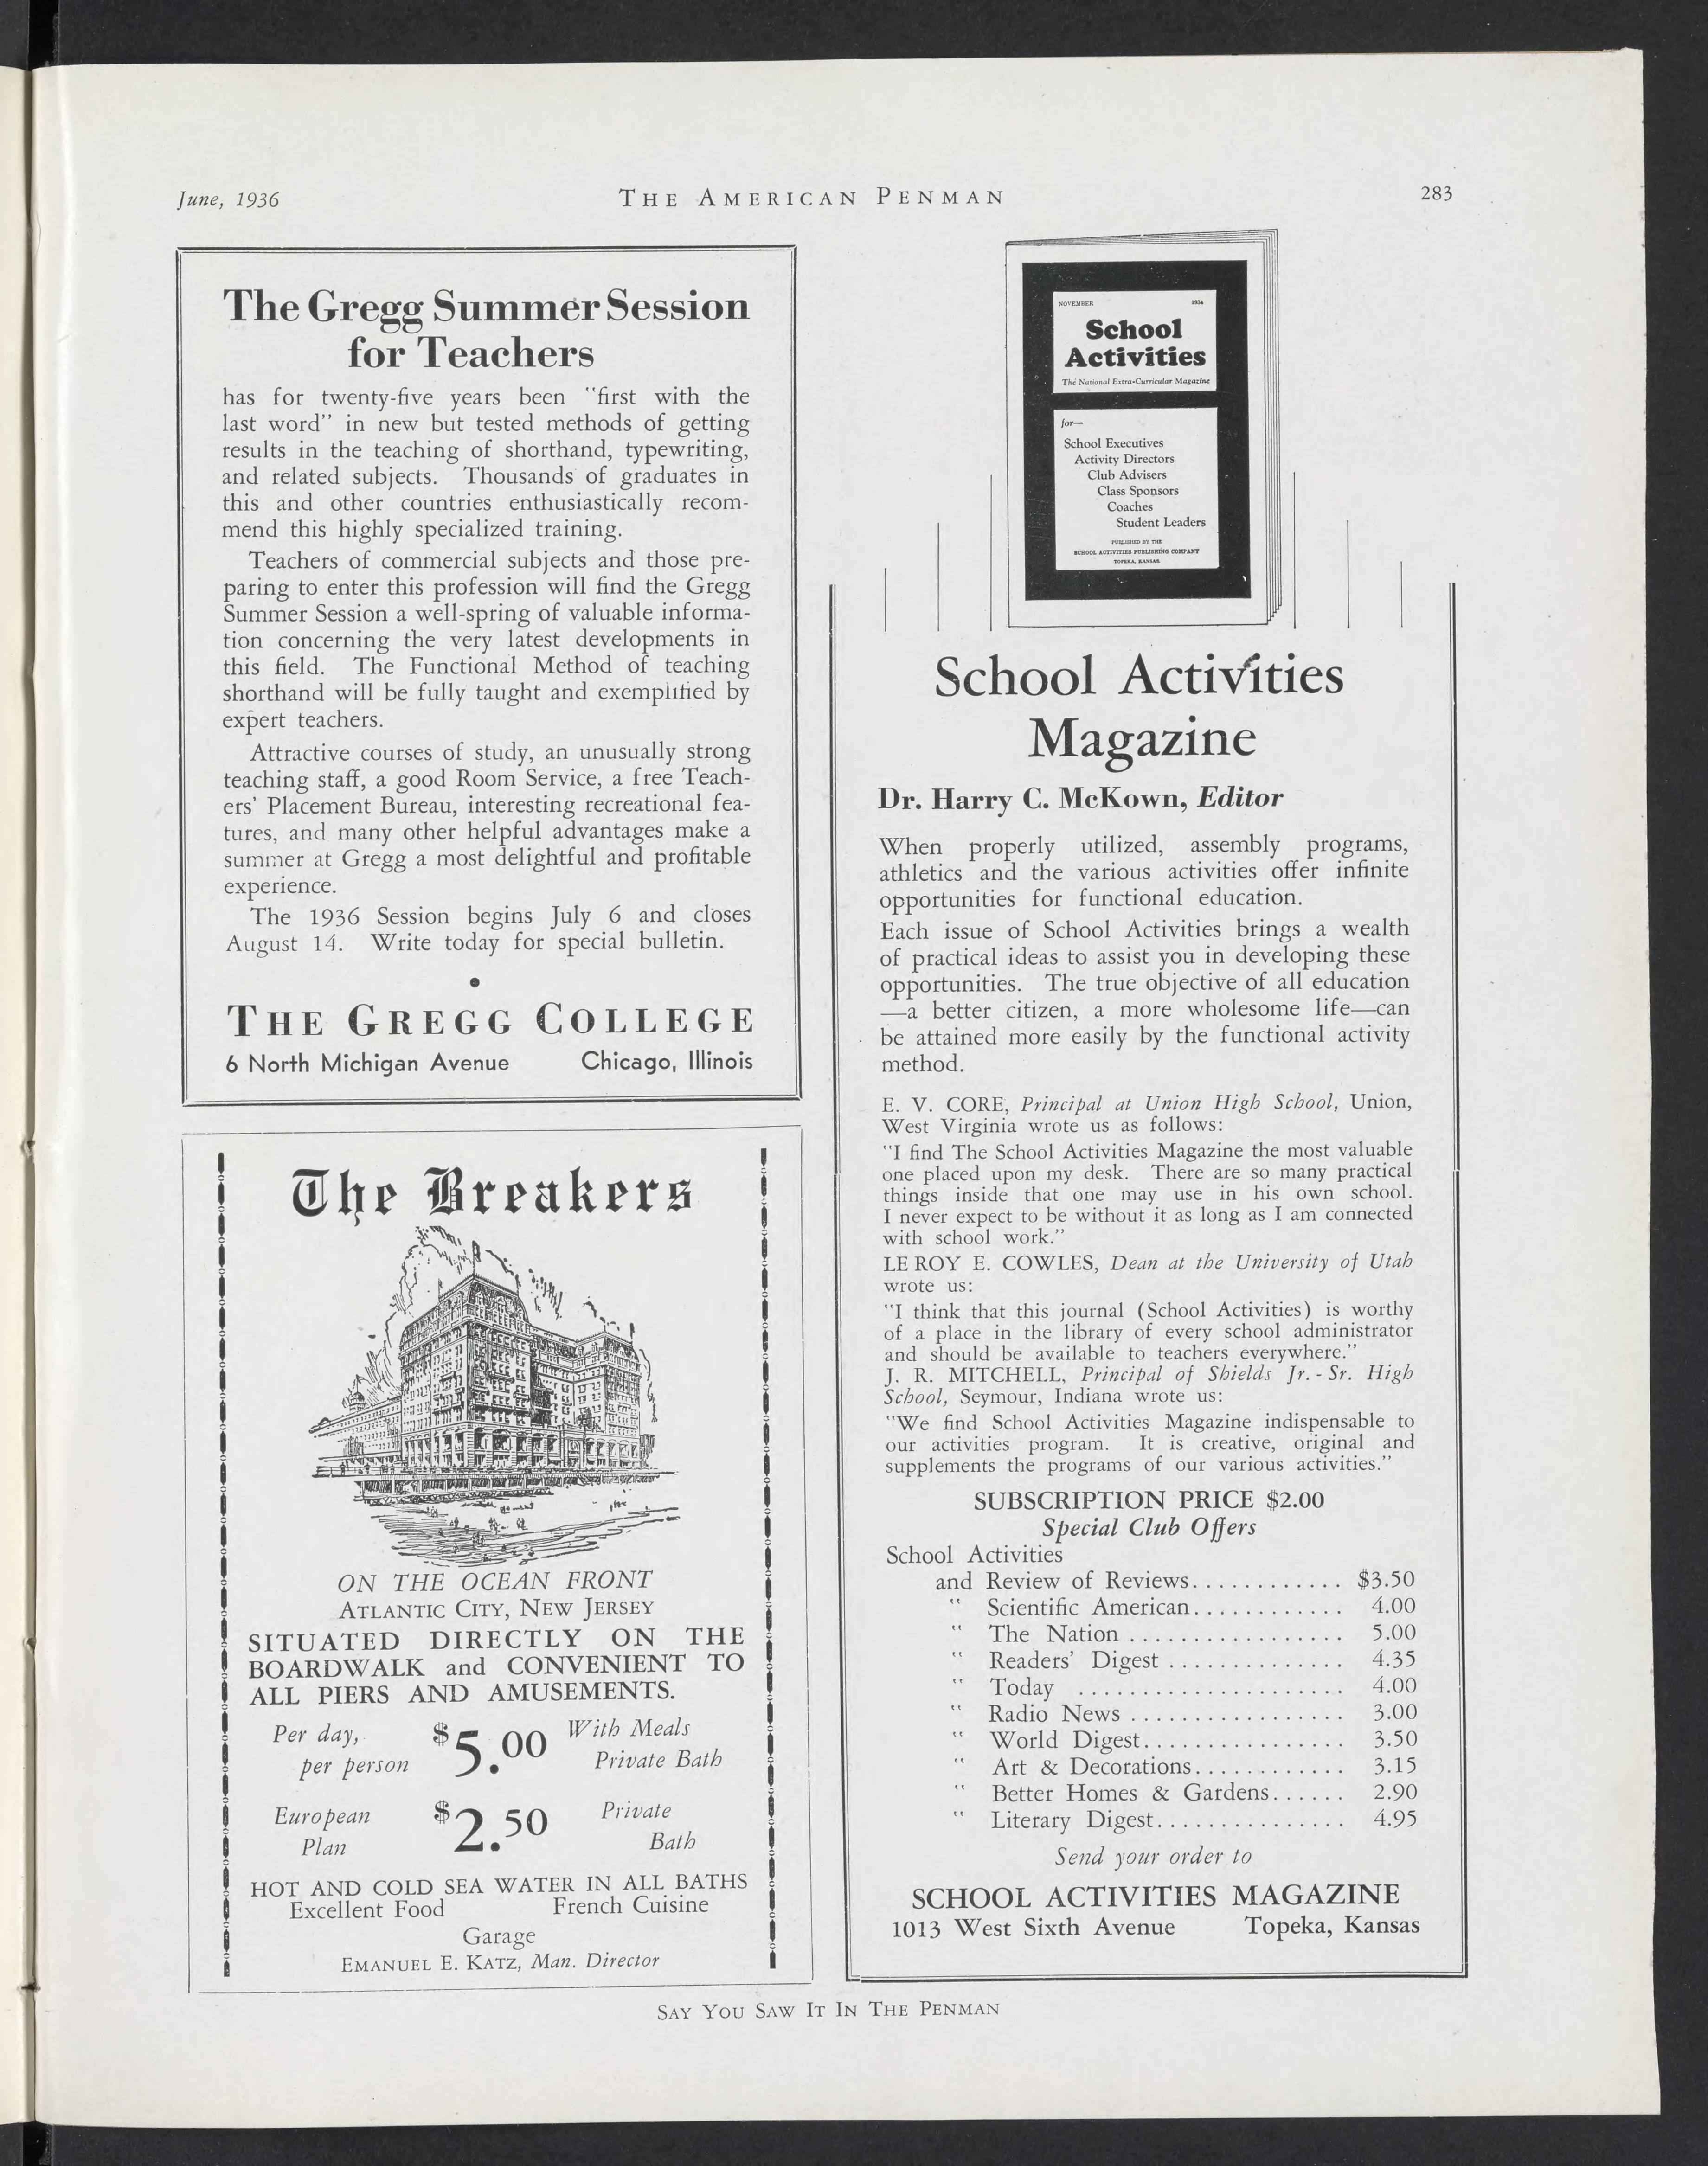 June, 1936
THE AMERICAN PENMAN
283
The Gregg Summer Session
for Teachers
has for twenty-five years been "first with the
last word" in new but tested methods of getting
results in the teaching of shorthand, typewriting,
and related subjects. Thousands of graduates in
this and other countries enthusiastically recom-
mend this highly specialized training.
Teachers of commercial subjects and those pre-
paring to enter this profession will find the Gregg
Summer Session a well-spring of valuable informa-
tion concerning the very latest developments in
this field. The Functional Method of teaching
shorthand will be fully taught and exemplified by
expert teachers.
Attractive courses of study, an unusually strong
teaching staff, a good Room Service, a free Teach-
ers' Placement Bureau, interesting recreational fea-
tures, and many other helpful advantages make a
summer at Gregg a most delightful and profitable
experience.
The 1936 Session begins July 6 and closes
August 14. Write today for special bulletin.
THE GREGG COLLEGE
6 North Michigan Avenue Chicago, Illinois
The Breakers
ON THE OCEAN FRONT
ATLANTIC CITY, NEW JERSEY
SITUATED DIRECTLY ON THE
BOARDWALK and CONVENIENT TO
ALL PIERS AND AMUSEMENTS.
Per day, per person $5.00 With Meals Private Bath
European Plan $2.50 Private Bath
HOT AND COLD SEA WATER IN ALL BATHS
Excellent Food French Cuisine
Garage
EMANUEL E. KATZ, Man. Director
NOVEMBER 1934
School
Activities
The National Extra-Curricular Magazine
for—
School Executives
Activity Directors
Club Advisers
Class Sponsors
Coaches
Student Leaders
PUBLISHED BY THE
SCHOOL ACTIVITIES PUBLISHING COMPANY
TOPEKA, KANSAS
School Activities
Magazine
Dr. Harry C. McKown, Editor
When properly utilized, assembly programs,
athletics and the various activities offer infinite
opportunities for functional education.
Each issue of School Activities brings a wealth
of practical ideas to assist you in developing these
opportunities. The true objective of all education
—a better citizen, a more wholesome life—can
be attained more easily by the functional activity
method.
E. V. CORE, Principal at Union High School, Union,
West Virginia wrote us as follows:
"I find The School Activities Magazine the most valuable
one placed upon my desk. There are so many practical
things inside that one may use in his own school.
I never expect to be without it as long as I am connected
with school work."
LE ROY E. COWLES, Dean at the University of Utah
wrote us:
"I think that this journal (School Activities) is worthy
of a place in the library of every school administrator
and should be available to teachers everywhere."
J. R. MITCHELL, Principal of Shields Jr. - Sr. High
School, Seymour, Indiana wrote us:
"We find School Activities Magazine indispensable to
our activities program. It is creative, original and
supplements the programs of our various activities."
SUBSCRIPTION PRICE $2.00
Special Club Offers
School Activities
and Review of Reviews............ $3.50
" Scientific American............ 4.00
" The Nation ................. 5.00
" Readers' Digest .............. 4.35
" Today ..................... 4.00
" Radio News ................. 3.00
" World Digest................ 3.50
" Art & Decorations............ 3.15
" Better Homes & Gardens...... 2.90
" Literary Digest............... 4.95
Send your order to
SCHOOL ACTIVITIES MAGAZINE
1013 West Sixth Avenue Topeka, Kansas
SAY YOU SAW IT IN THE PENMAN